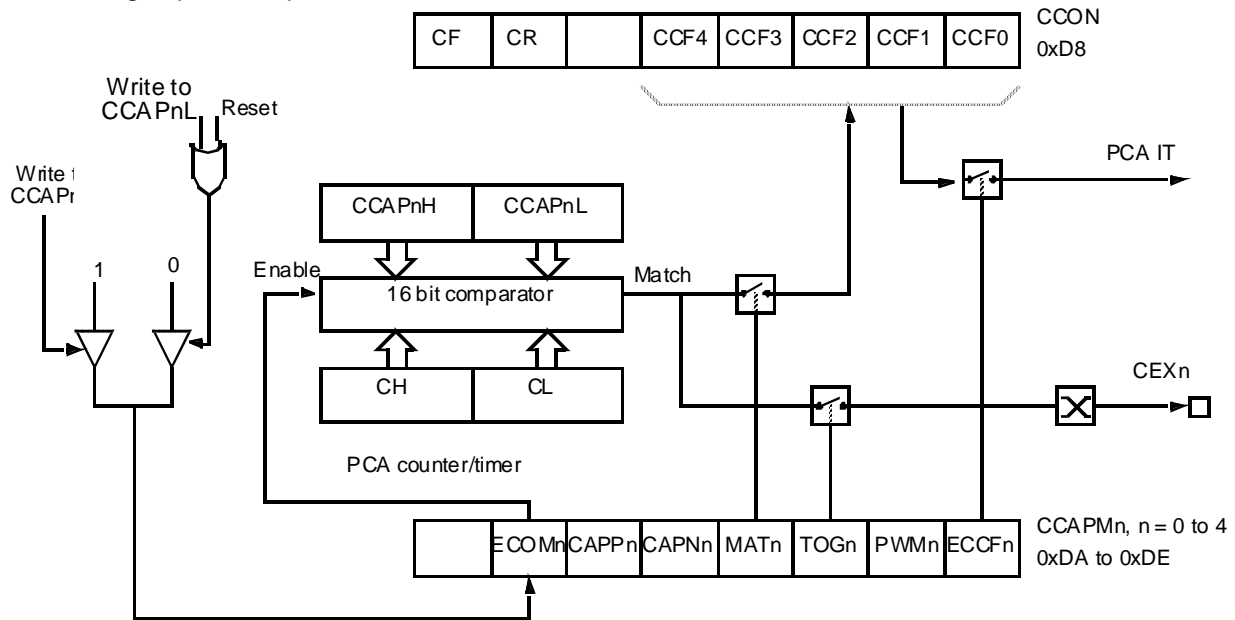 CF CR CCF4 CCF3 CCF2 CCF1 CCF0
CCON
0xD8
Write to
CCAPnL
Reset
Write
PCA IT
CCAPnH CCAPnL
Enable
1 0
16 bit comparator
Match
CH CL
CEXn
PCA counter/timer
ECOMn CAPPn CAPNn MATn TOGn PWMn ECCFn
CCAPMn, n = 0 to 4
0xDA to 0xDE